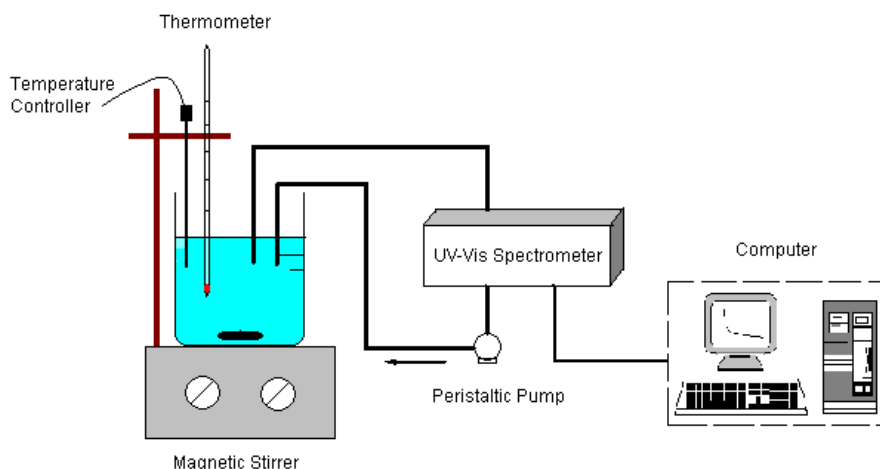 Thermometer
Temperature
Controller
UV-Vis Spectrometer
Computer
Peristaltic Pump
Magnetic Stirrer